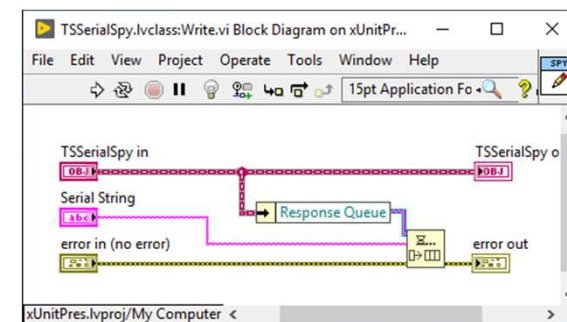 TSSerialSpy.lvclass:Write.vi Block Diagram on xUnitPr...
File Edit View Project Operate Tools Window Help
SPY
15pt Application Fo
TSSerialSpy in
TSSerialSpy o
OBJ
OBJ
Serial String
abc
Response Queue
error in (no error)
error out
xUnitPres.lvproj/My Computer